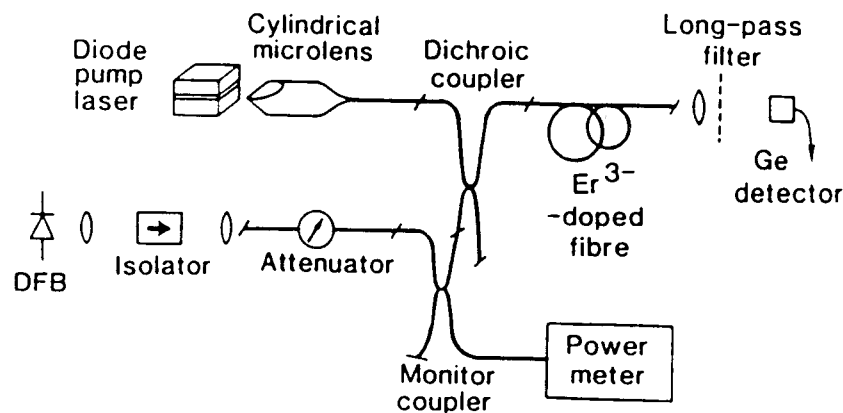 Diode
pump
laser
Cylindrical
microlens
Dichroic
coupler
Long-pass
filter
Er3-
-doped
fibre
Ge
detector
DFB
Isolator
Attenuator
Monitor
coupler
Power
meter